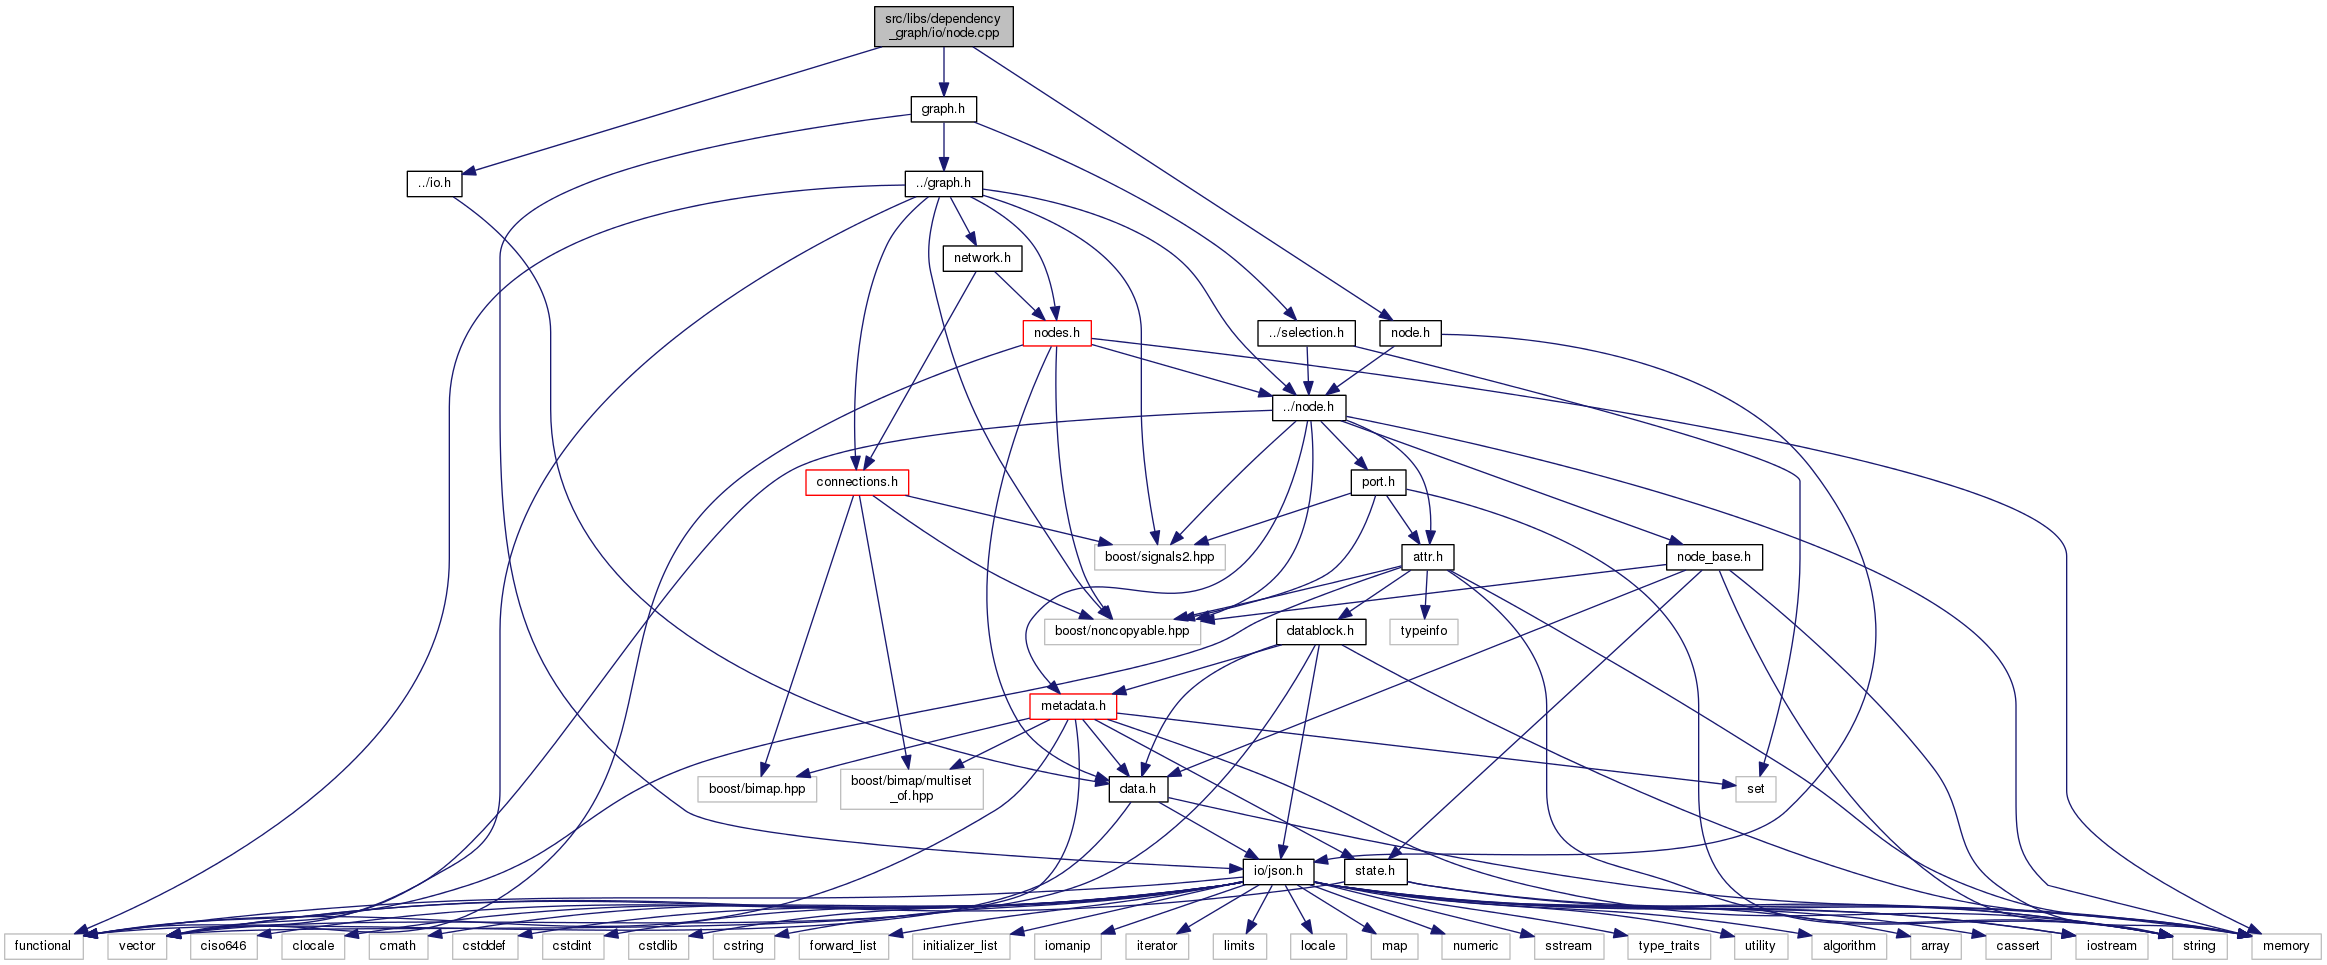 src/libs/dependency
_graph/io/node.cpp
graph.h
../io.h
../graph.h
network.h
nodes.h
../selection.h
node.h
../node.h
connections.h
port.h
boost/signals2.hpp
attr.h
node_base.h
boost/noncopyable.hpp
datablock.h
typeinfo
metadata.h
boost/bimap.hpp
boost/bimap/multiset
_of.hpp
data.h
set
io/json.h
state.h
functional
vector
ciso646
clocale
cmath
cstddef
cstdint
cstdlib
cstring
forward_list
initializer_list
iomanip
iterator
limits
locale
map
numeric
sstream
type_traits
utility
algorithm
array
cassert
iostream
string
memory